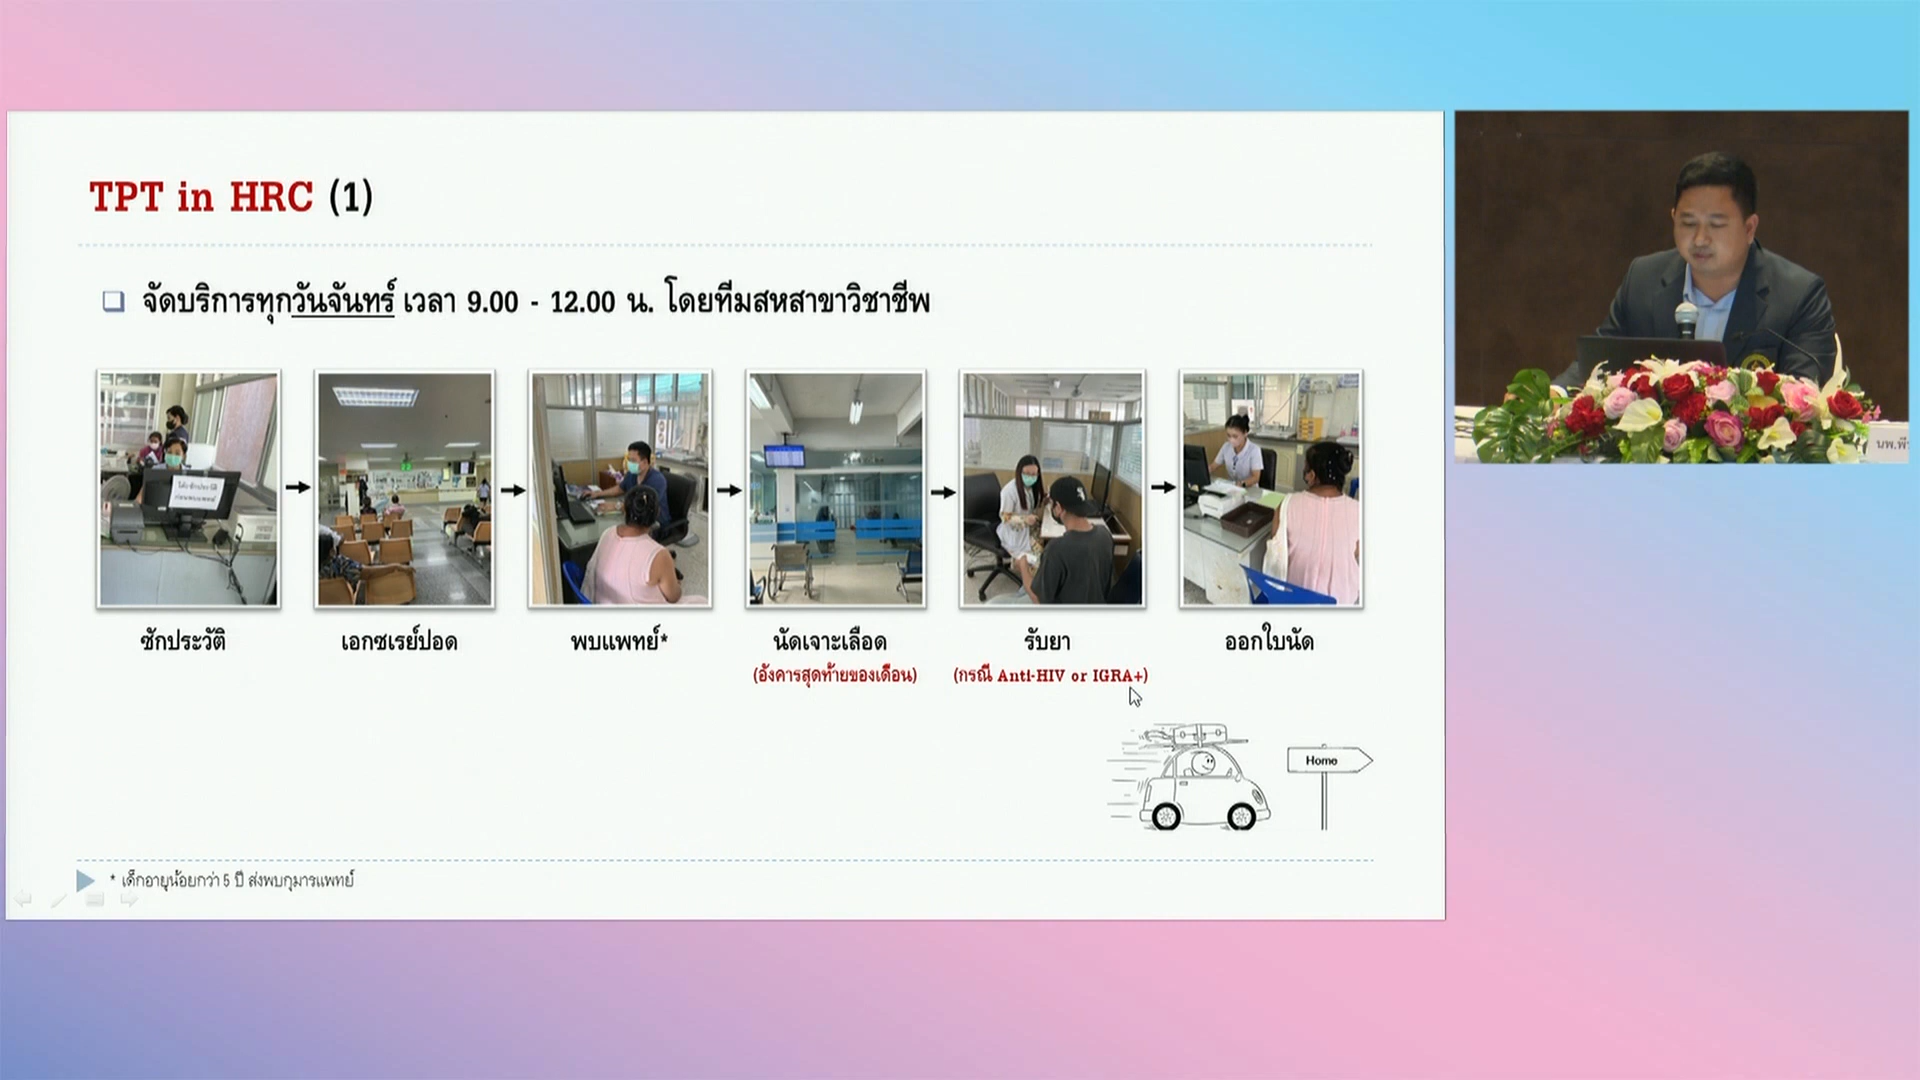 TPT in HRC (1)
จัดบริการทุกวันจันทร์ เวลา 9.00 - 12.00 น. โดยทีมสหสาขาวิชาชีพ
ซักประวัติ
เอกซเรย์ปอด
พบแพทย์*
นัดเจาะเลือด
(อังคารสุดท้ายของเดือน)
รับยา
(กรณี Anti-HIV or IGRA+)
ออกใบนัด
Home
* เด็กอายุน้อยกว่า 5 ปี ส่งพบกุมารแพทย์